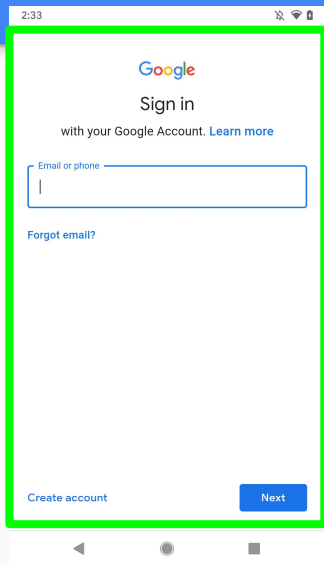 2:33
Google
Sign in
with your Google Account. Learn more
Email or phone
Forgot email?
Create account
Next